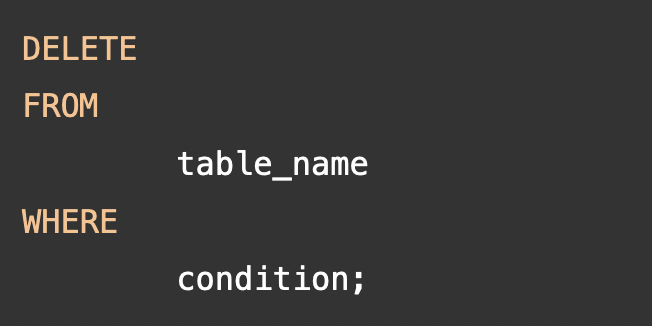 DELETE
FROM
table_name
WHERE
condition;